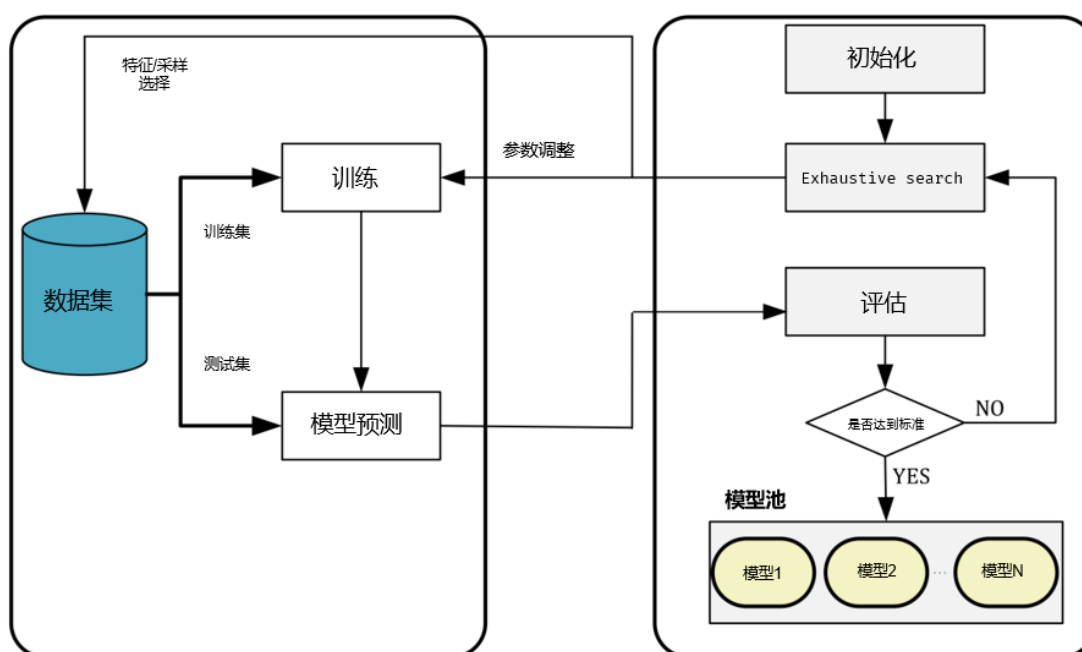 特征/采样
选择
初始化
参数调整
训练
Exhaustive search
训练集
数据集
评估
测试集
模型预测
是否达到标准
NO
YES
模型池
模型1
模型2
...
模型N